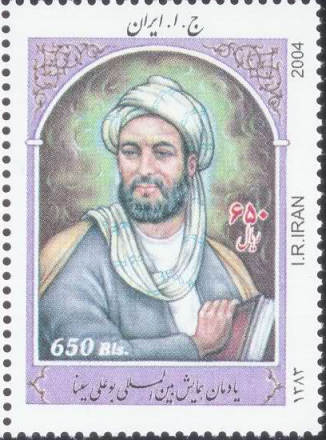 ج . ا . ایران
2004
۶۵۰
ریال
I.R.IRAN
650 Rls.
یادمان همایش بین المللی بوعلی سینا
۱۳۸۳